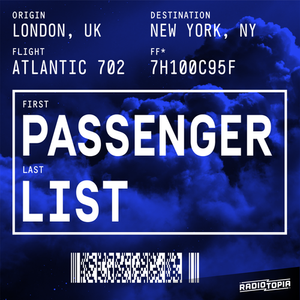 ORIGIN DESTINATION
LONDON, UK NEW YORK, NY
FLIGHT FF*
ATLANTIC 702 7H100C95F
FIRST
PASSENGER
LAST
LIST
RADIOTOPIA